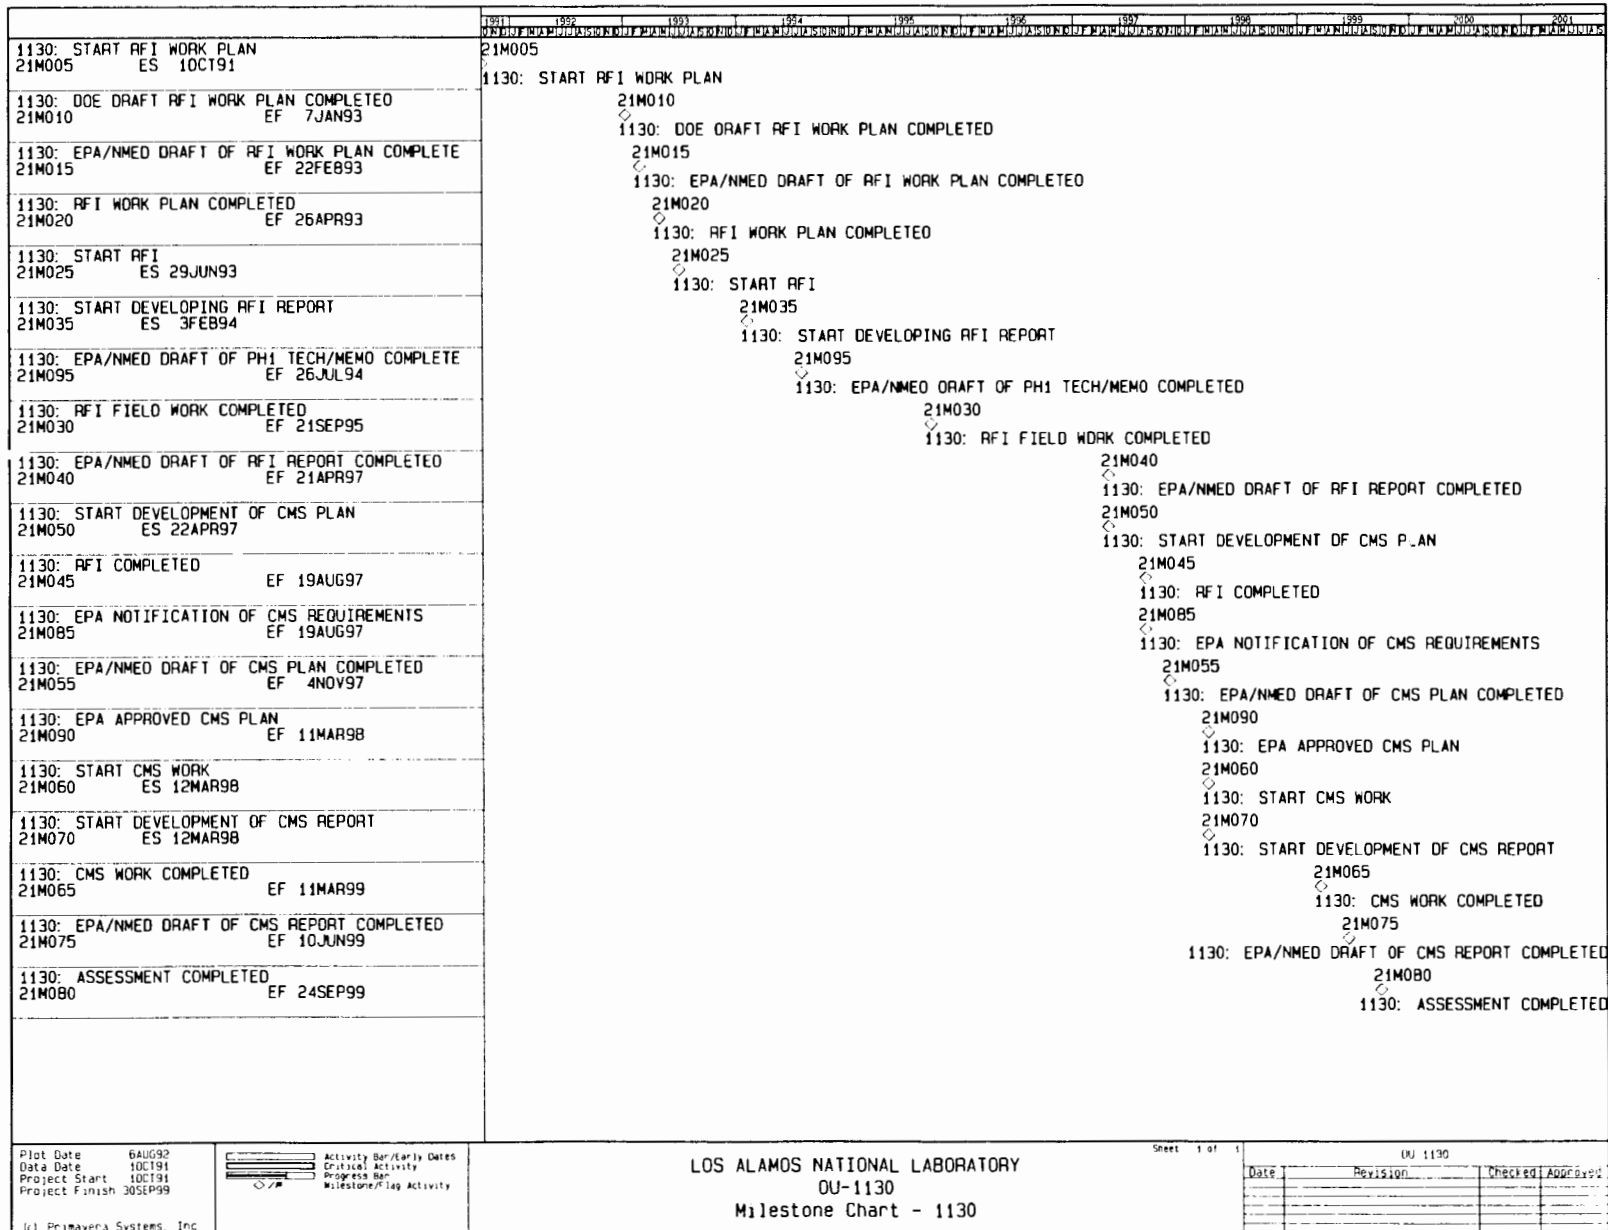 1991 1992 1993 1994 1995 1996 1997 1998 1999 2000 2001
1130: START RFI WORK PLAN
21M005 ES 1OCT91
1130: DOE DRAFT RFI WORK PLAN COMPLETED
21M010 EF 7JAN93
1130: EPA/NMED DRAFT OF RFI WORK PLAN COMPLETE
21M015 EF 22FEB93
1130: RFI WORK PLAN COMPLETED
21M020 EF 26APR93
1130: START RFI
21M025 ES 29JUN93
1130: START DEVELOPING RFI REPORT
21M035 ES 3FEB94
1130: EPA/NMED DRAFT OF PH1 TECH/MEMO COMPLETE
21M095 EF 26JUL94
1130: RFI FIELD WORK COMPLETED
21M030 EF 21SEP95
1130: EPA/NMED DRAFT OF RFI REPORT COMPLETED
21M040 EF 21APR97
1130: START DEVELOPMENT OF CMS PLAN
21M050 ES 22APR97
1130: RFI COMPLETED
21M045 EF 19AUG97
1130: EPA NOTIFICATION OF CMS REQUIREMENTS
21M085 EF 19AUG97
1130: EPA/NMED DRAFT OF CMS PLAN COMPLETED
21M055 EF 4NOV97
1130: EPA APPROVED CMS PLAN
21M090 EF 11MAR98
1130: START CMS WORK
21M060 ES 12MAR98
1130: START DEVELOPMENT OF CMS REPORT
21M070 ES 12MAR98
1130: CMS WORK COMPLETED
21M065 EF 11MAR99
1130: EPA/NMED DRAFT OF CMS REPORT COMPLETED
21M075 EF 10JUN99
1130: ASSESSMENT COMPLETED
21M080 EF 24SEP99
21M005
1130: START RFI WORK PLAN
21M010
1130: DOE DRAFT RFI WORK PLAN COMPLETED
21M015
1130: EPA/NMED DRAFT OF RFI WORK PLAN COMPLETED
21M020
1130: RFI WORK PLAN COMPLETED
21M025
1130: START RFI
21M035
1130: START DEVELOPING RFI REPORT
21M095
1130: EPA/NMED DRAFT OF PH1 TECH/MEMO COMPLETED
21M030
1130: RFI FIELD WORK COMPLETED
21M040
1130: EPA/NMED DRAFT OF RFI REPORT COMPLETED
21M050
1130: START DEVELOPMENT OF CMS PLAN
21M045
1130: RFI COMPLETED
21M085
1130: EPA NOTIFICATION OF CMS REQUIREMENTS
21M055
1130: EPA/NMED DRAFT OF CMS PLAN COMPLETED
21M090
1130: EPA APPROVED CMS PLAN
21M060
1130: START CMS WORK
21M070
1130: START DEVELOPMENT OF CMS REPORT
21M065
1130: CMS WORK COMPLETED
21M075
1130: EPA/NMED DRAFT OF CMS REPORT COMPLETED
21M080
1130: ASSESSMENT COMPLETED
Plot Date 6AUG92
Data Date 1OCT91
Project Start 1OCT91
Project Finish 30SEP99
(c) Primavera Systems, Inc
Activity Bar/Early Dates
Critical Activity
Progress Bar
Milestone/Flag Activity
LOS ALAMOS NATIONAL LABORATORY
OU-1130
Milestone Chart - 1130
Sheet 1 of 1
OU 1130
Date Revision Checked Approved